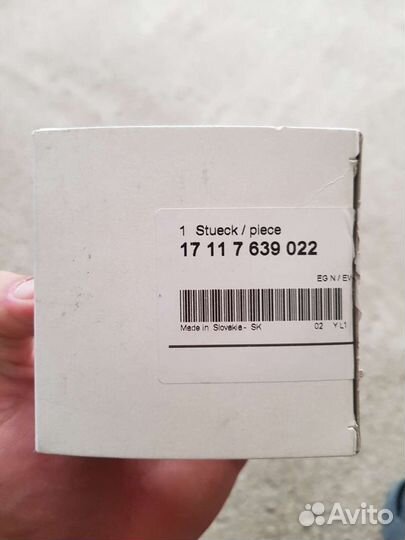 1 Stueck / piece
17 11 7 639 022
EG N / EW
Made in Slovakia - SK 02 YL1
Avito